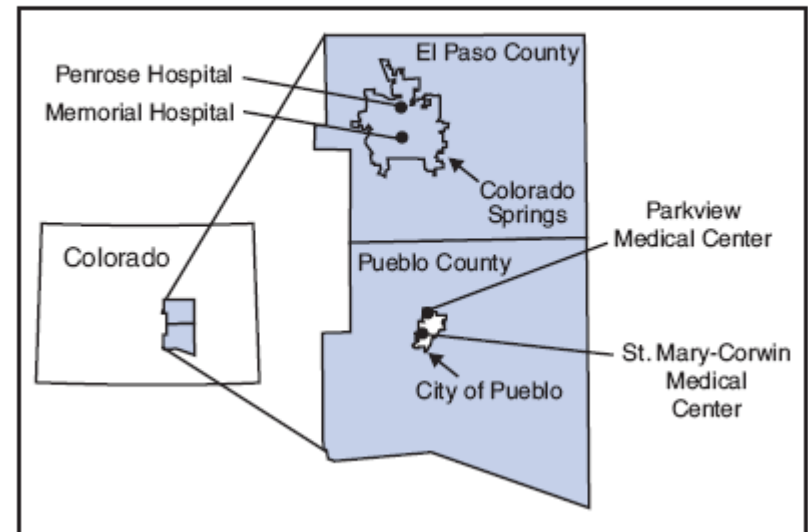 El Paso County
Penrose Hospital
Memorial Hospital
Colorado
Springs
Parkview
Medical Center
Colorado
Pueblo County
St. Mary-Corwin
Medical
Center
City of Pueblo